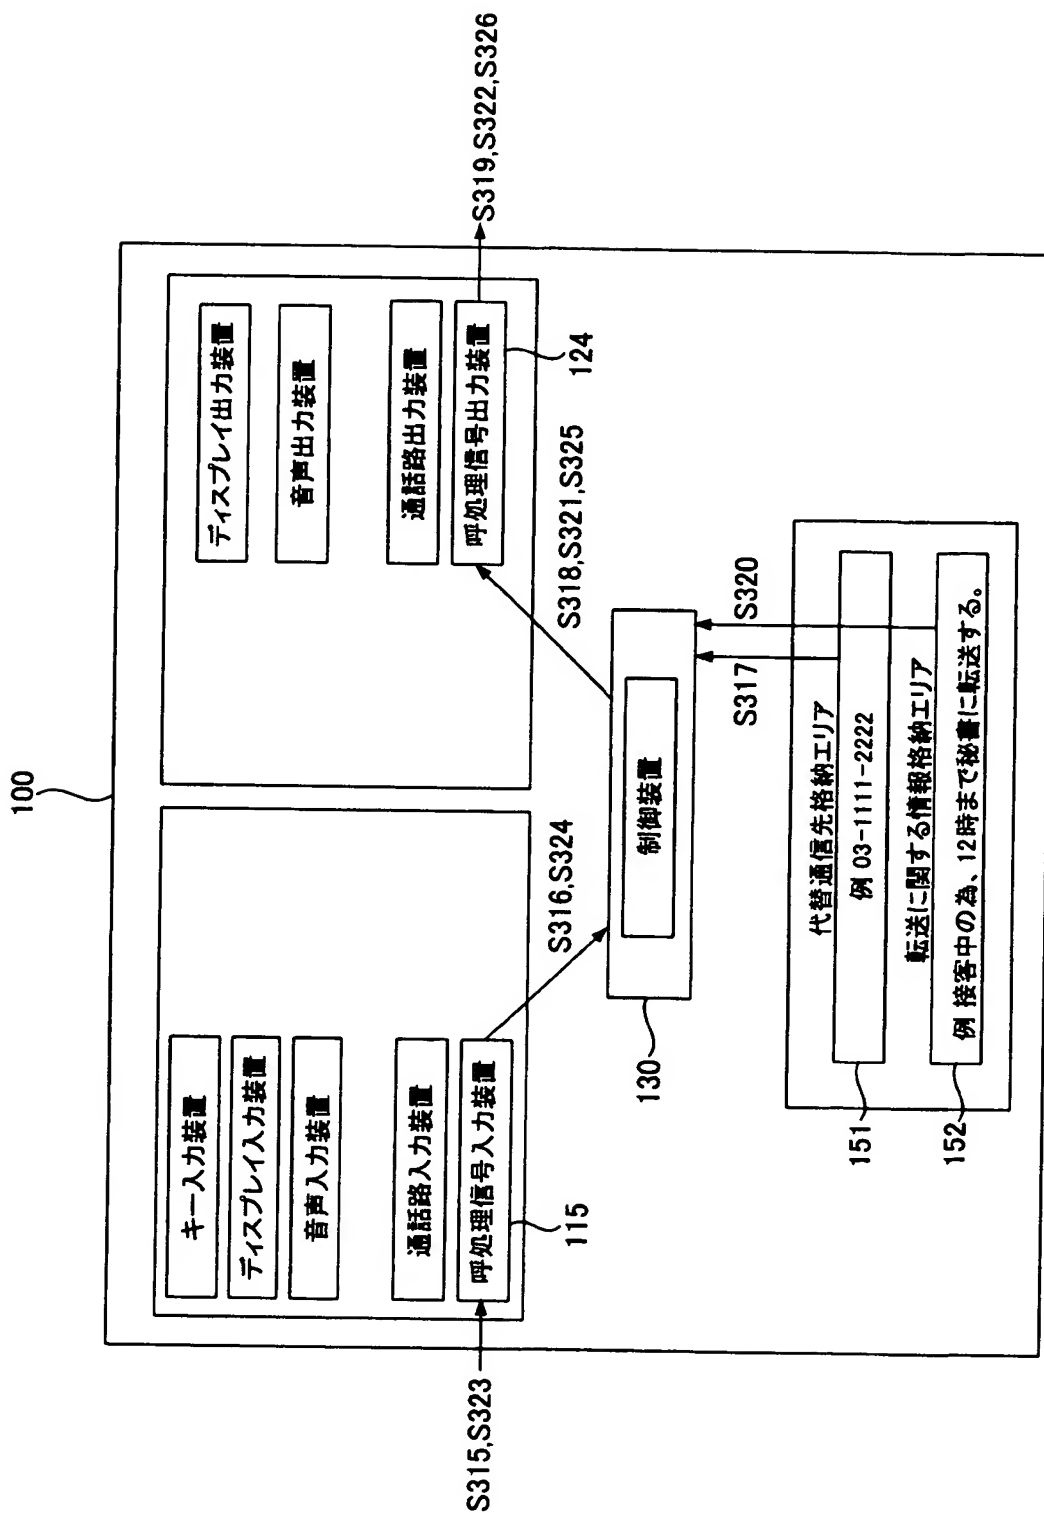 100
キー入力装置
ディスプレイ入力装置
音声入力装置
通話路入力装置
呼処理信号入力装置
115
S315,S323
S316,S324
ディスプレイ出力装置
音声出力装置
通話路出力装置
呼処理信号出力装置
124
S319,S322,S326
S318,S321,S325
制御装置
130
S317
S320
代替通信先格納エリア
例 03-1111-2222
151
転送に関する情報格納エリア
例 接客中の為、12時まで秘書に転送する。
152